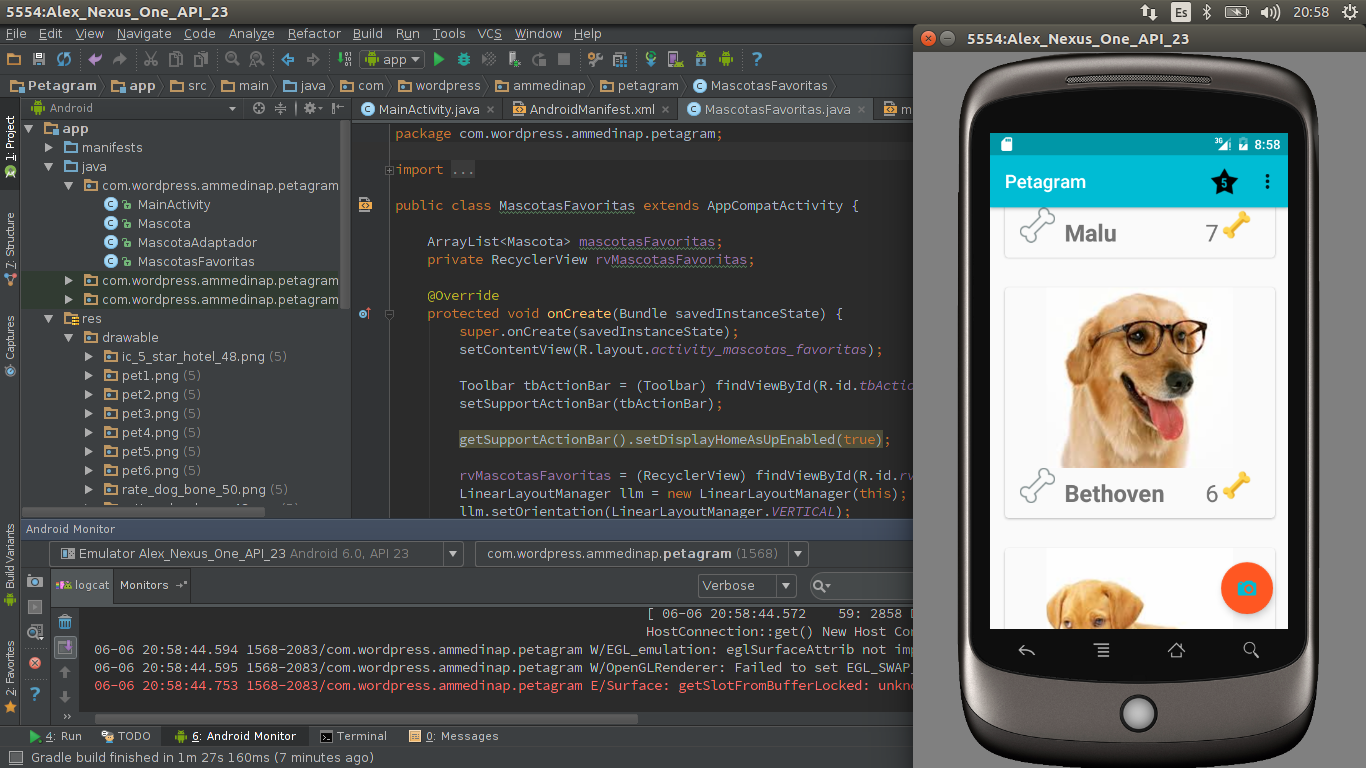 5554:Alex_Nexus_One_API_23
Es
20:58
File Edit View Navigate Code Analyze Refactor Build Run Tools VCS Window Help
app
Petagram app src main java com wordpress ammedinap petagram MascotasFavoritas
Android
MainActivity.java AndroidManifest.xml MascotasFavoritas.java m
1: Project
7: Structure
Captures
Build Variants
2: Favorites
app
manifests
java
com.wordpress.ammedinap.petagram
MainActivity
Mascota
MascotaAdaptador
MascotasFavoritas
com.wordpress.ammedinap.petagram
com.wordpress.ammedinap.petagram
res
drawable
ic_5_star_hotel_48.png (5)
pet1.png (5)
pet2.png (5)
pet3.png (5)
pet4.png (5)
pet5.png (5)
pet6.png (5)
rate_dog_bone_50.png (5)
package com.wordpress.ammedinap.petagram;
import ...
public class MascotasFavoritas extends AppCompatActivity {
ArrayList<Mascota> mascotasFavoritas;
private RecyclerView rvMascotasFavoritas;
@Override
protected void onCreate(Bundle savedInstanceState) {
super.onCreate(savedInstanceState);
setContentView(R.layout.activity_mascotas_favoritas);
Toolbar tbActionBar = (Toolbar) findViewById(R.id.tbActio
setSupportActionBar(tbActionBar);
getSupportActionBar().setDisplayHomeAsUpEnabled(true);
rvMascotasFavoritas = (RecyclerView) findViewById(R.id.rv
LinearLayoutManager llm = new LinearLayoutManager(this);
llm.setOrientation(LinearLayoutManager.VERTICAL);
Android Monitor
Emulator Alex_Nexus_One_API_23 Android 6.0, API 23
com.wordpress.ammedinap.petagram (1568)
logcat Monitors
Verbose
[ 06-06 20:58:44.572 59: 2858
HostConnection::get() New Host Con
06-06 20:58:44.594 1568-2083/com.wordpress.ammedinap.petagram W/EGL_emulation: eglSurfaceAttrib not imp
06-06 20:58:44.595 1568-2083/com.wordpress.ammedinap.petagram W/OpenGLRenderer: Failed to set EGL_SWAP
06-06 20:58:44.753 1568-2083/com.wordpress.ammedinap.petagram E/Surface: getSlotFromBufferLocked: unkno
4: Run TODO 6: Android Monitor Terminal 0: Messages
Gradle build finished in 1m 27s 160ms (7 minutes ago)
5554:Alex_Nexus_One_API_23
3G
8:58
Petagram
5
Malu 7
Bethoven 6